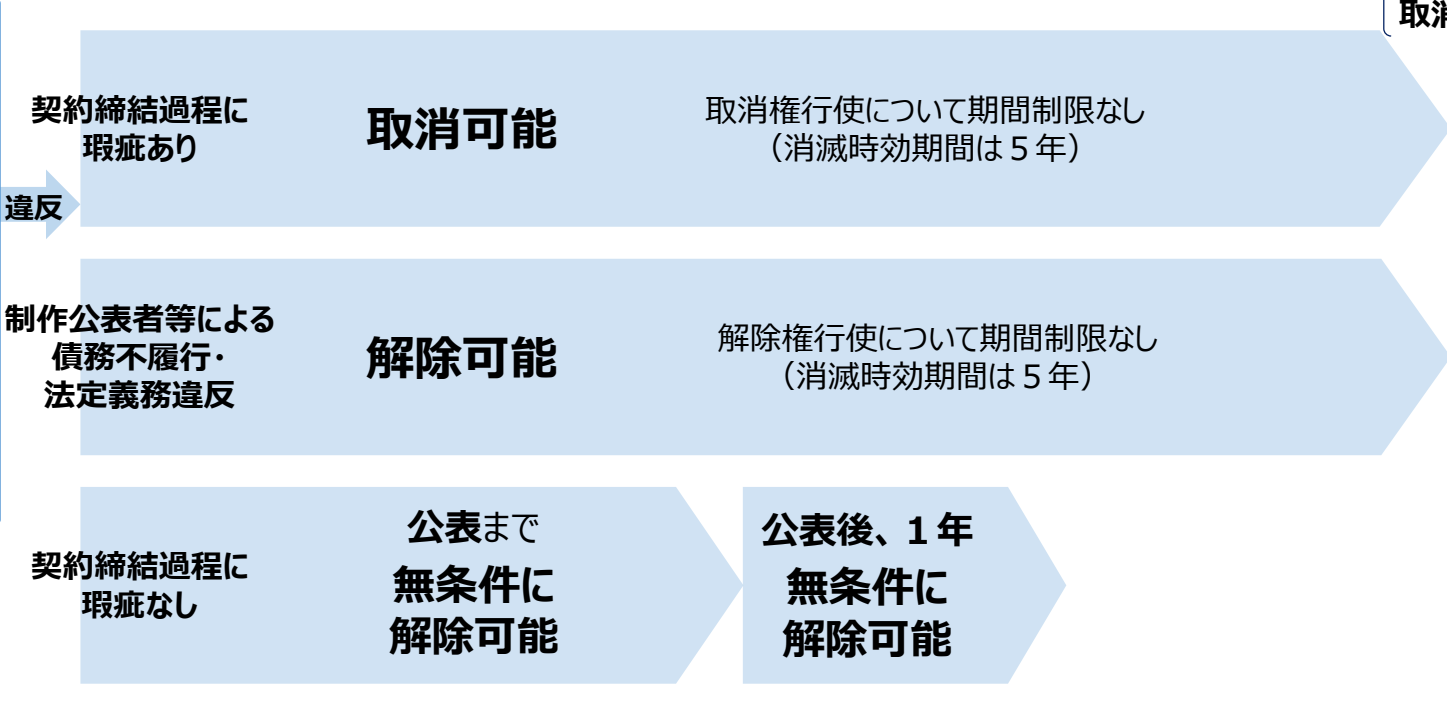 取消
契約締結過程に
瑕疵あり
取消可能
取消権行使について期間制限なし
（消滅時効期間は５年）
違反
制作公表者等による
債務不履行・
法定義務違反
解除可能
解除権行使について期間制限なし
（消滅時効期間は５年）
契約締結過程に
瑕疵なし
公表まで
無条件に
解除可能
公表後、１年
無条件に
解除可能